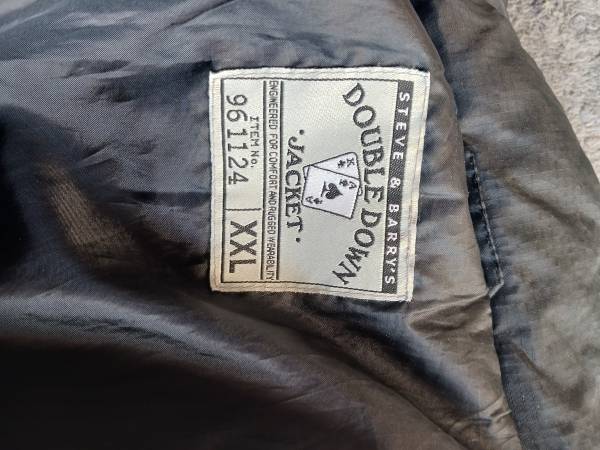 STEVE & BARRY'S
DOUBLE DOWN
K A
A
·JACKET·
ENGINEERED FOR COMFORT AND RUGGED WEARABILITY
ITEM No.
961124
XXL